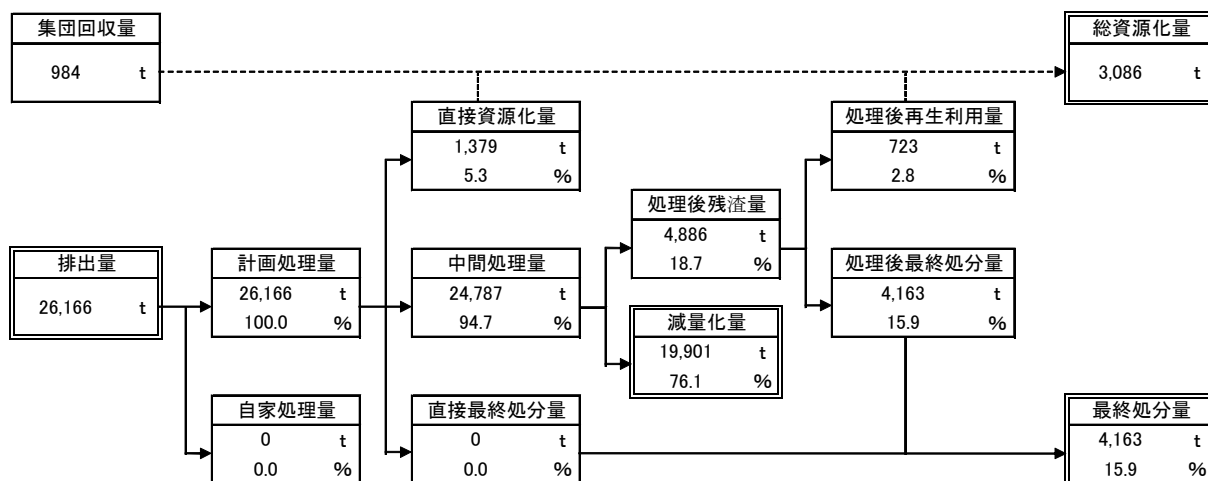 集団回収量
984 t
総資源化量
3,086 t
直接資源化量
1,379 t
5.3 %
処理後再生利用量
723 t
2.8 %
処理後残渣量
4,886 t
18.7 %
排出量
26,166 t
計画処理量
26,166 t
100.0 %
中間処理量
24,787 t
94.7 %
処理後最終処分量
4,163 t
15.9 %
減量化量
19,901 t
76.1 %
自家処理量
0 t
0.0 %
直接最終処分量
0 t
0.0 %
最終処分量
4,163 t
15.9 %